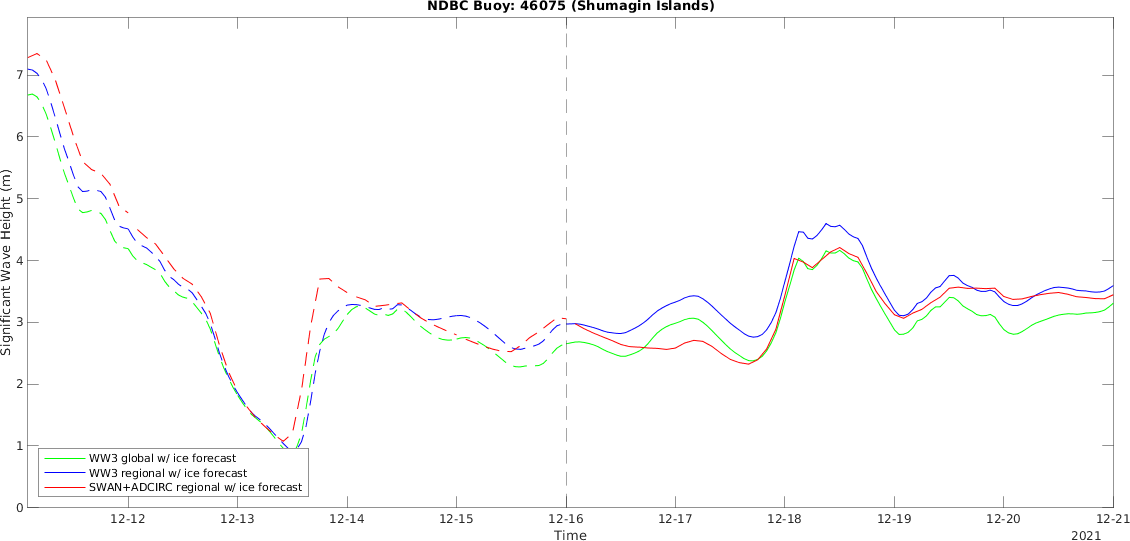 NDBC Buoy: 46075 (Shumagin Islands)
Significant Wave Height (m)
7
6
5
4
3
2
1
0
WW3 global w/ ice forecast
WW3 regional w/ ice forecast
SWAN+ADCIRC regional w/ ice forecast
12-12 12-13 12-14 12-15 12-16 12-17 12-18 12-19 12-20 12-21
Time
2021